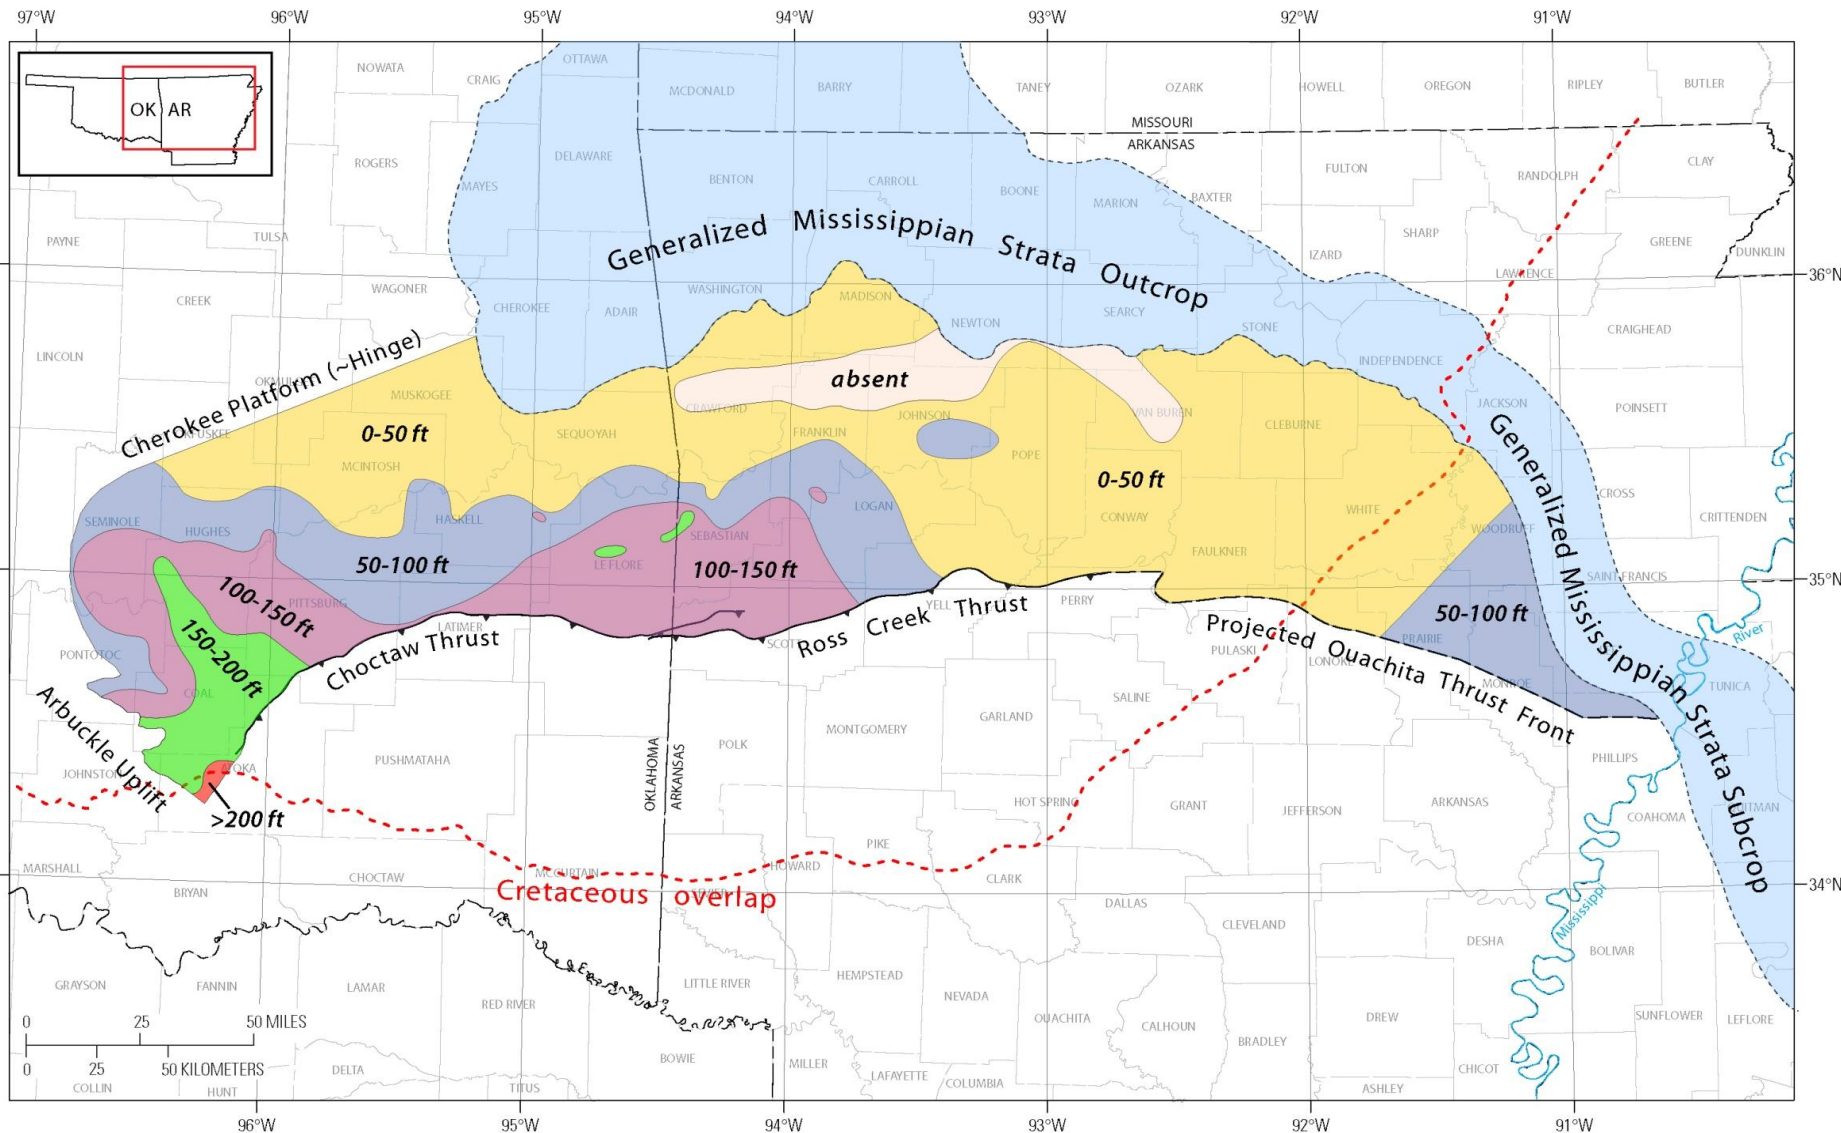 97°W
96°W
95°W
94°W
93°W
92°W
91°W
OK
AR
NOWATA
CRAIG
OTTAWA
MCDONALD
BARRY
TANEY
OZARK
HOWELL
OREGON
RIPLEY
BUTLER
MISSOURI
ARKANSAS
ROGERS
MAYES
DELAWARE
BENTON
CARROLL
BOONE
MARION
BAXTER
FULTON
RANDOLPH
CLAY
PAYNE
TULSA
Generalized Mississippian Strata Outcrop
IZARD
SHARP
GREENE
DUNKLIN
36°N
CREEK
WAGONER
CHEROKEE
ADAIR
WASHINGTON
MADISON
NEWTON
SEARCY
STONE
LAWRENCE
CRAIGHEAD
LINCOLN
Cherokee Platform (~Hinge)
MUSKOGEE
absent
INDEPENDENCE
JACKSON
POINSETT
CRAWFORD
JOHNSON
VAN BUREN
CLEBURNE
0-50 ft
SEQUOYAH
FRANKLIN
POPE
MCINTOSH
0-50 ft
Generalized Mississippian Strata Subcrop
CROSS
CRITTENDEN
SEMINOLE
HUGHES
HASKELL
LOGAN
SEBASTIAN
CONWAY
WHITE
WOODRUFF
FAULKNER
50-100 ft
LE FLORE
100-150 ft
SAINT FRANCIS
35°N
100-150 ft
PITTSBURG
YELL
PERRY
50-100 ft
LATIMER
SCOTT
Choctaw Thrust
Ross Creek Thrust
Projected Ouachita Thrust Front
PRAIRIE
River
150-200 ft
PONTOTOC
PULASKI
LONOKE
MONROE
TUNICA
COAL
SALINE
Arbuckle Uplift
GARLAND
MONTGOMERY
POLK
OKLAHOMA
ARKANSAS
JOHNSTON
ATOKA
PUSHMATAHA
PHILLIPS
>200 ft
HOT SPRING
GRANT
JEFFERSON
ARKANSAS
COAHOMA
MARSHALL
BRYAN
CHOCTAW
MCCURTAIN
HOWARD
PIKE
CLARK
34°N
Cretaceous overlap
SEVIER
DALLAS
CLEVELAND
DESHA
Mississippi
BOLIVAR
GRAYSON
FANNIN
LAMAR
RED RIVER
LITTLE RIVER
HEMPSTEAD
NEVADA
OUACHITA
CALHOUN
BRADLEY
DREW
SUNFLOWER
LEFLORE
0 25 50 MILES
0 25 50 KILOMETERS
COLLIN
HUNT
DELTA
TITUS
BOWIE
MILLER
LAFAYETTE
COLUMBIA
ASHLEY
CHICOT
96°W
95°W
94°W
93°W
92°W
91°W